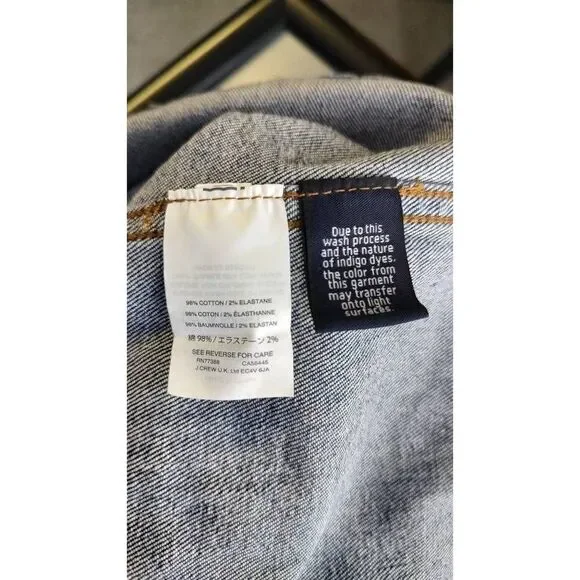 98% COTTON / 2% ELASTANE
98% COTON / 2% ÉLASTHANNE
98% BAUMWOLLE / 2% ELASTAN
綿 98% / エラステーン 2%
SEE REVERSE FOR CARE
RN77388 CA56445
J.CREW U.K. Ltd EC4V 6JA
Due to this
wash process
and the nature
of indigo dyes,
the color from
this garment
may transfer
onto light
surfaces.